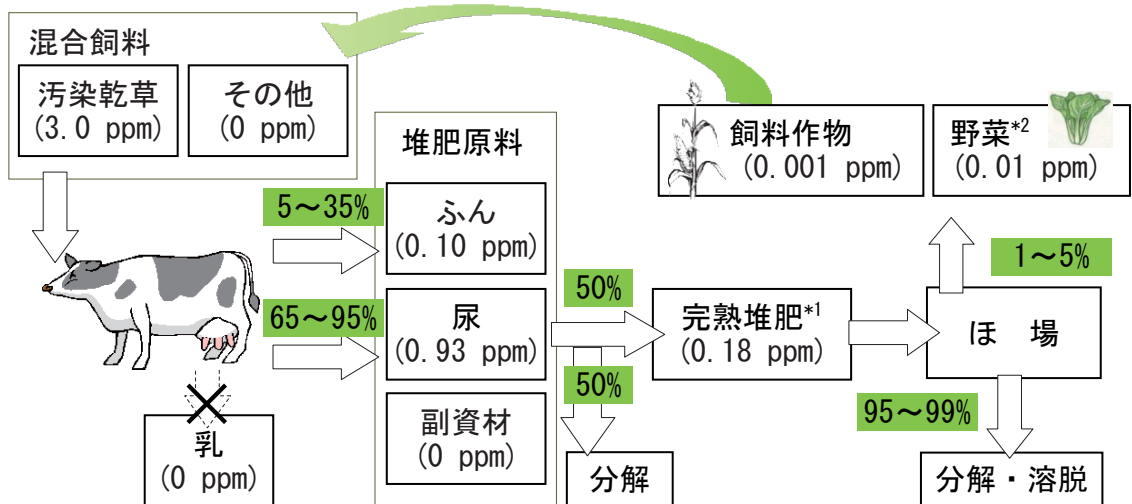 混合飼料
汚染乾草
(3.0 ppm)
その他
(0 ppm)
堆肥原料
5～35%
ふん
(0.10 ppm)
65～95%
尿
(0.93 ppm)
副資材
(0 ppm)
乳
(0 ppm)
50%
50%
分解
完熟堆肥*1
(0.18 ppm)
飼料作物
(0.001 ppm)
野菜*2
(0.01 ppm)
1～5%
ほ 場
95～99%
分解・溶脱